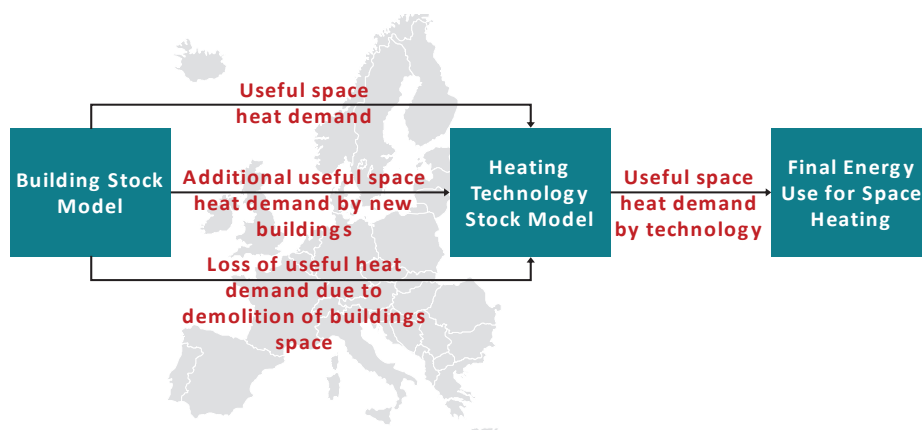 Useful space
heat demand
Building Stock
Model
Additional useful space
heat demand by new
buildings
Heating
Technology
Stock Model
Useful space
heat demand
by technology
Final Energy
Use for Space
Heating
Loss of useful heat
demand due to
demolition of buildings
space